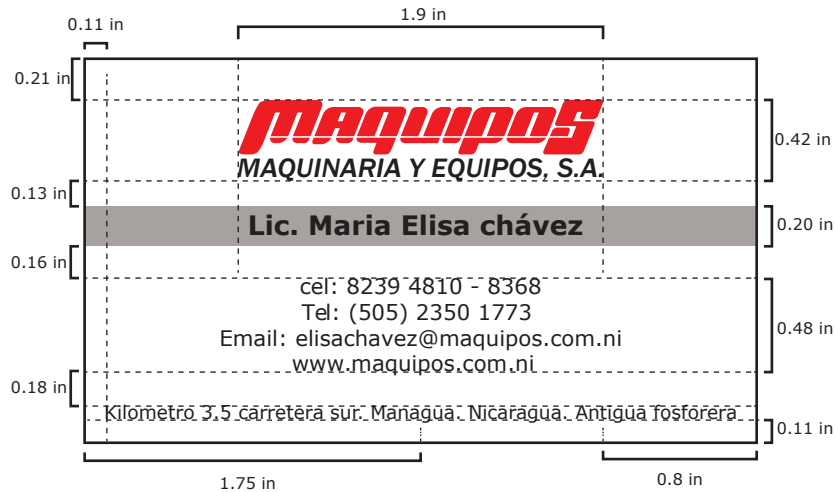 0.11 in
1.9 in
0.21 in
MAQUIPOS
0.42 in
MAQUINARIA Y EQUIPOS, S.A.
0.13 in
Lic. Maria Elisa chávez
0.20 in
0.16 in
cel: 8239 4810 - 8368
Tel: (505) 2350 1773
0.48 in
Email: elisachavez@maquipos.com.ni
www.maquipos.com.ni
0.18 in
Kilometro 3.5 carretera sur. Managua. Nicaragua. Antigua fosforera
0.11 in
1.75 in
0.8 in